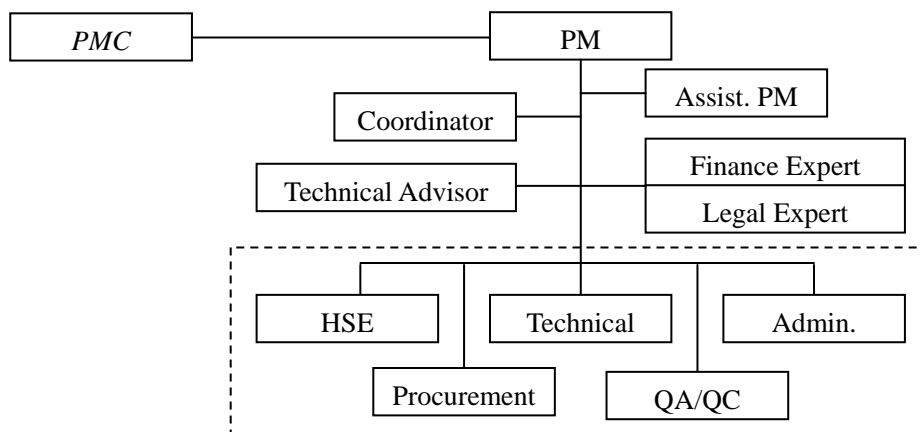 PMC
PM
Assist. PM
Coordinator
Finance Expert
Technical Advisor
Legal Expert
HSE
Technical
Admin.
Procurement
QA/QC